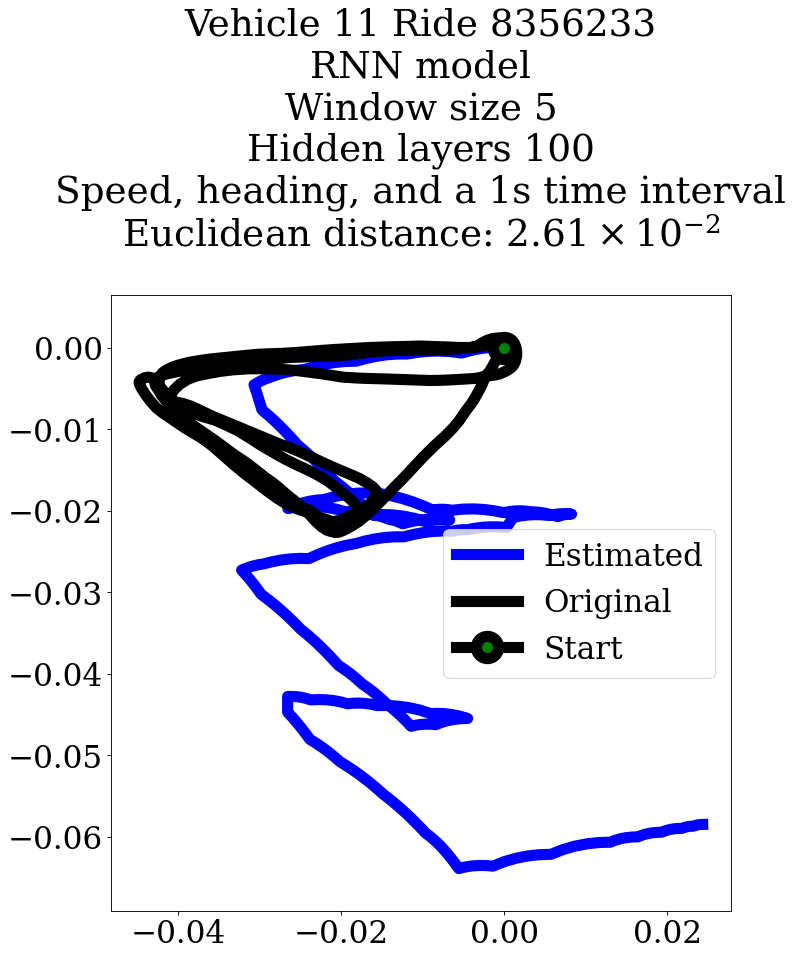 Vehicle 11 Ride 8356233
RNN model
Window size 5
Hidden layers 100
Speed, heading, and a 1s time interval
Euclidean distance: 2.61 × 10⁻²
0.00
−0.01
−0.02
−0.03
−0.04
−0.05
−0.06
Estimated
Original
Start
−0.04
−0.02
0.00
0.02